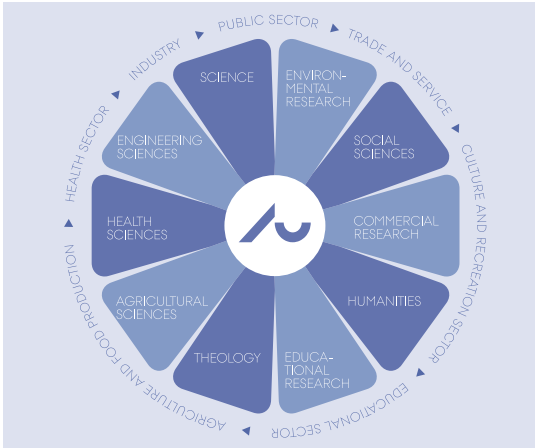 PUBLIC SECTOR
TRADE AND SERVICE
CULTURE AND RECREATION SECTOR
EDUCATIONAL SECTOR
AGRICULTURE AND FOOD PRODUCTION
HEALTH SECTOR
INDUSTRY
SCIENCE
ENVIRON-
MENTAL
RESEARCH
SOCIAL
SCIENCES
COMMERCIAL
RESEARCH
HUMANITIES
EDUCA-
TIONAL
RESEARCH
THEOLOGY
AGRICULTURAL
SCIENCES
HEALTH
SCIENCES
ENGINEERING
SCIENCES